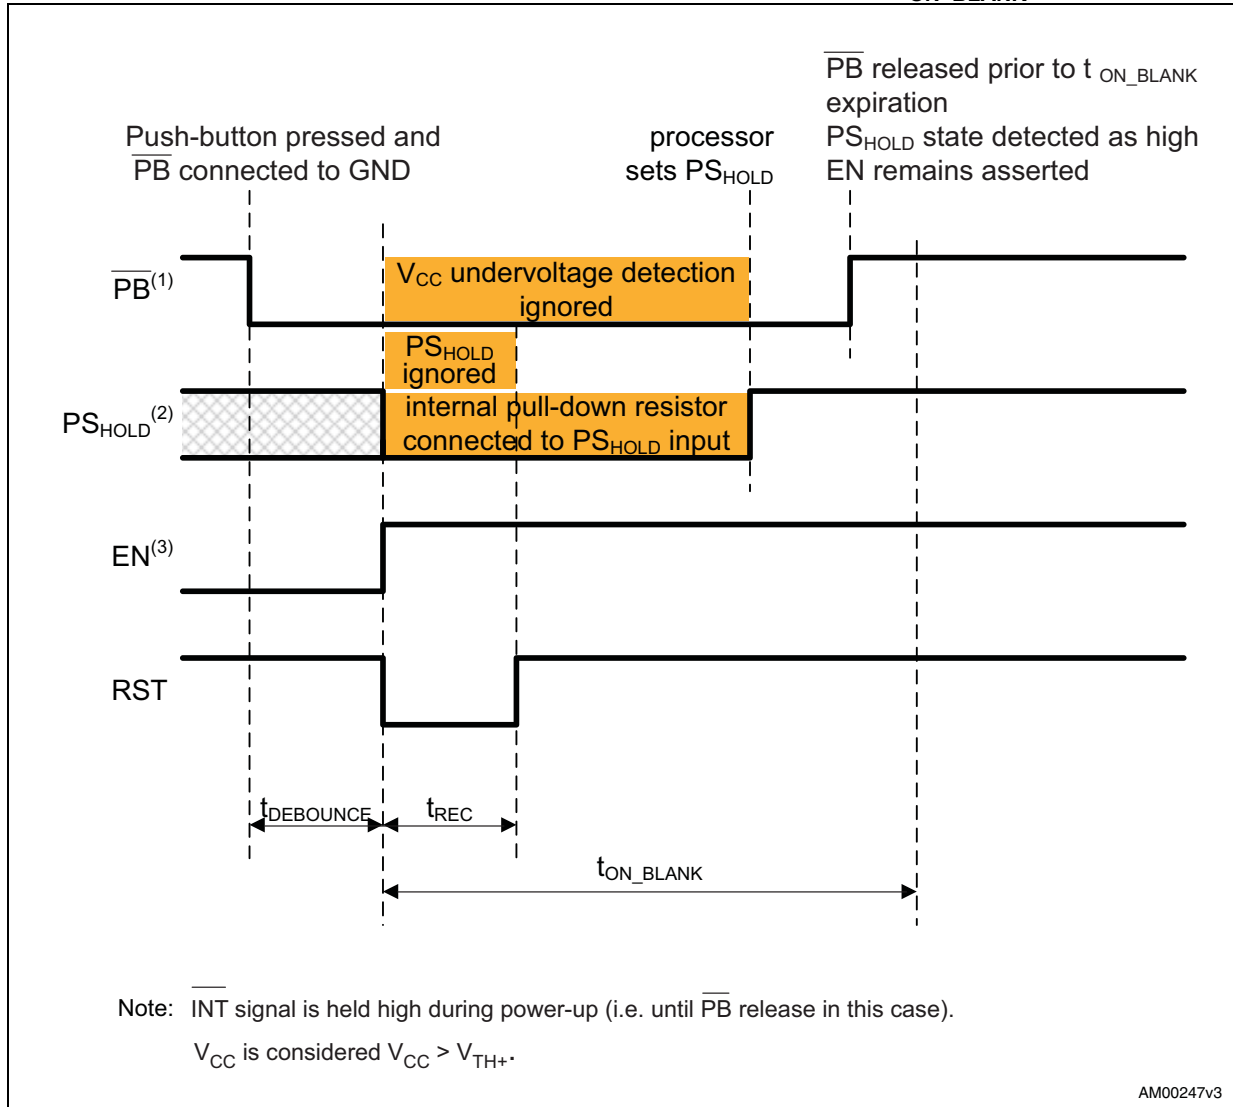 PB released prior to t ON_BLANK
expiration
PSHOLD state detected as high
EN remains asserted
Push-button pressed and
PB connected to GND
processor
sets PSHOLD
PB(1)
VCC undervoltage detection
ignored
PSHOLD
ignored
PSHOLD(2)
internal pull-down resistor
connected to PSHOLD input
EN(3)
RST
tDEBOUNCE
tREC
tON_BLANK
Note: INT signal is held high during power-up (i.e. until PB release in this case).
VCC is considered VCC > VTH+.
AM00247v3